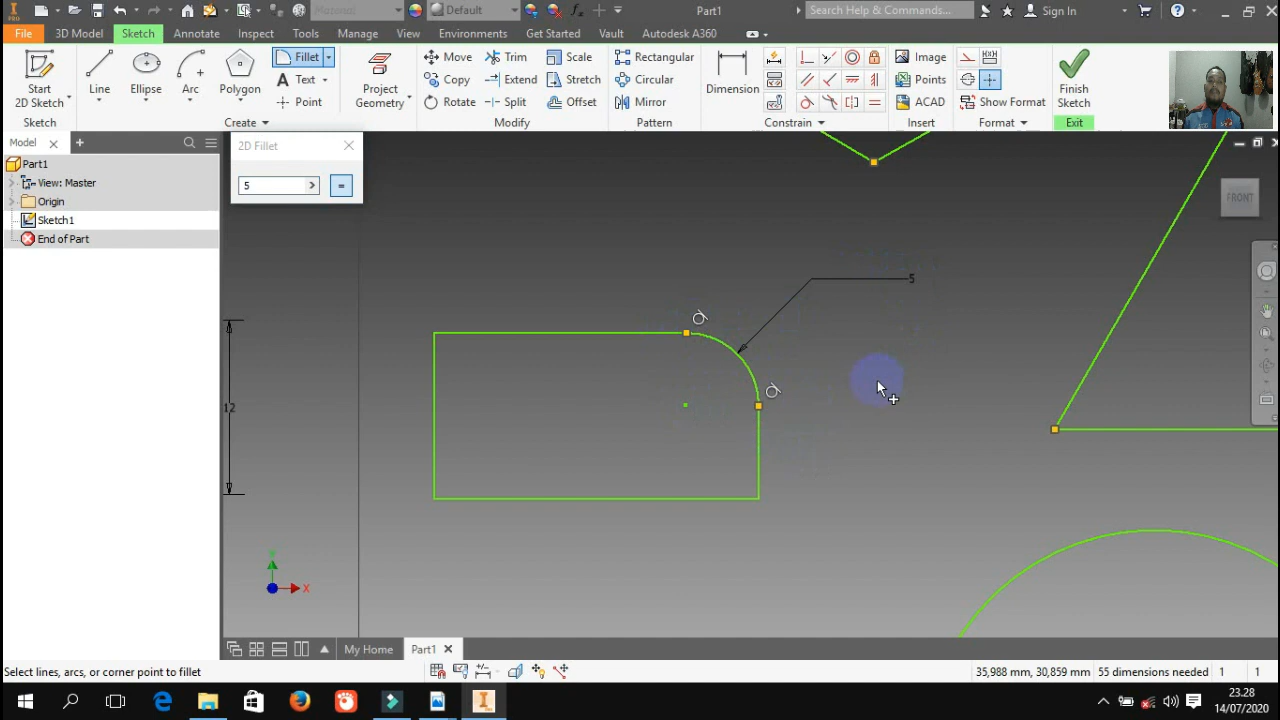 Material
Default
Part1
Search Help & Commands...
Sign In
File
3D Model
Sketch
Annotate
Inspect
Tools
Manage
View
Environments
Get Started
Vault
Autodesk A360
Start
2D Sketch
Line
Ellipse
Arc
Polygon
Fillet
Text
Point
Project
Geometry
Move
Copy
Rotate
Trim
Extend
Split
Scale
Stretch
Offset
Rectangular
Circular
Mirror
Dimension
Image
Points
ACAD
Show Format
Finish
Sketch
Sketch
Create
Modify
Pattern
Constrain
Insert
Format
Exit
Model
Part1
View: Master
Origin
Sketch1
End of Part
2D Fillet
5
=
FRONT
5
12
Y
X
My Home
Part1
Select lines, arcs, or corner point to fillet
35,988 mm, 30,859 mm
55 dimensions needed
1
1
23.28
14/07/2020